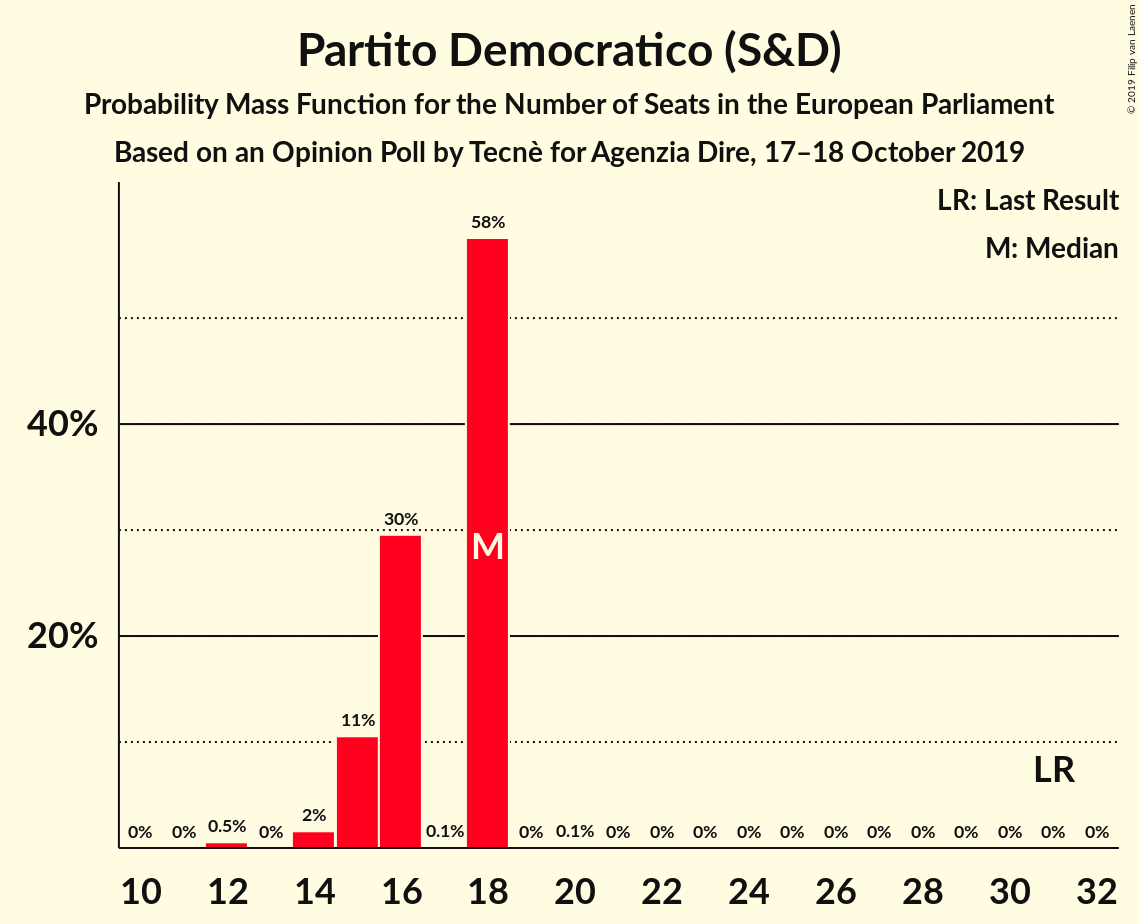 Partito Democratico (S&D)
Probability Mass Function for the Number of Seats in the European Parliament
Based on an Opinion Poll by Tecnè for Agenzia Dire, 17–18 October 2019
© 2019 Filip van Laenen
LR: Last Result
M: Median
58%
40%
30%
M
20%
11%
LR
0% 0% 0.5% 0% 2% 0.1% 0% 0.1% 0% 0% 0% 0% 0% 0% 0% 0% 0% 0% 0% 0%
10 12 14 16 18 20 22 24 26 28 30 32